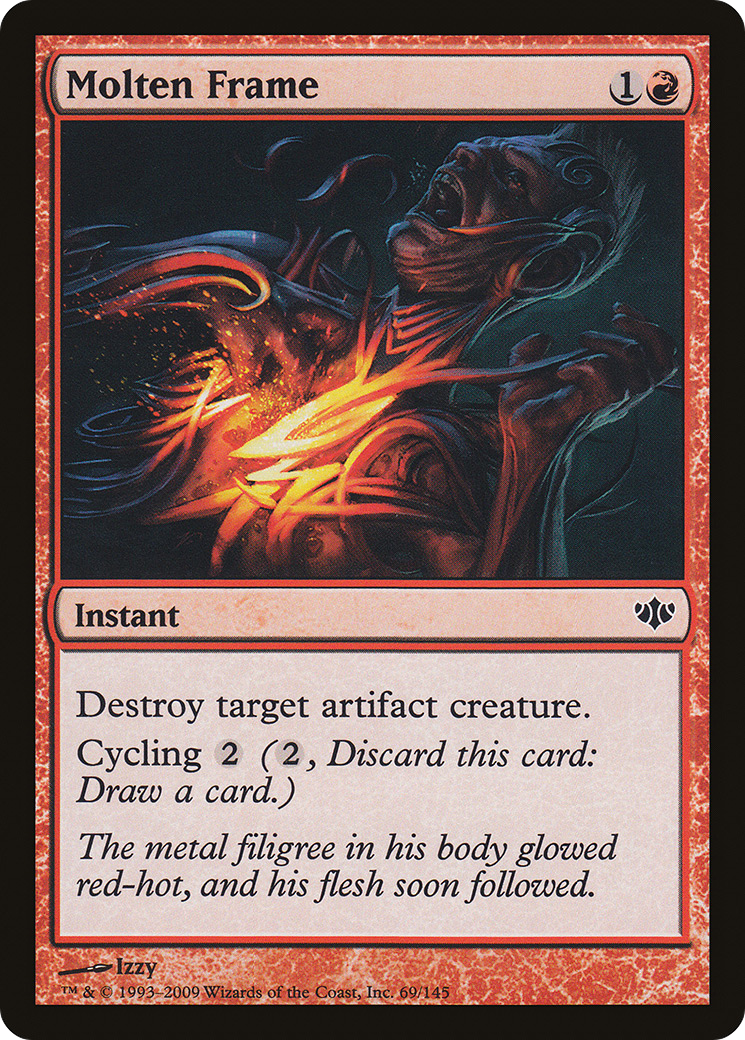 Molten Frame 1
Instant
Destroy target artifact creature.
Cycling 2 (2, Discard this card:
Draw a card.)
The metal filigree in his body glowed
red-hot, and his flesh soon followed.
Izzy
™ & © 1993–2009 Wizards of the Coast, Inc. 69/145